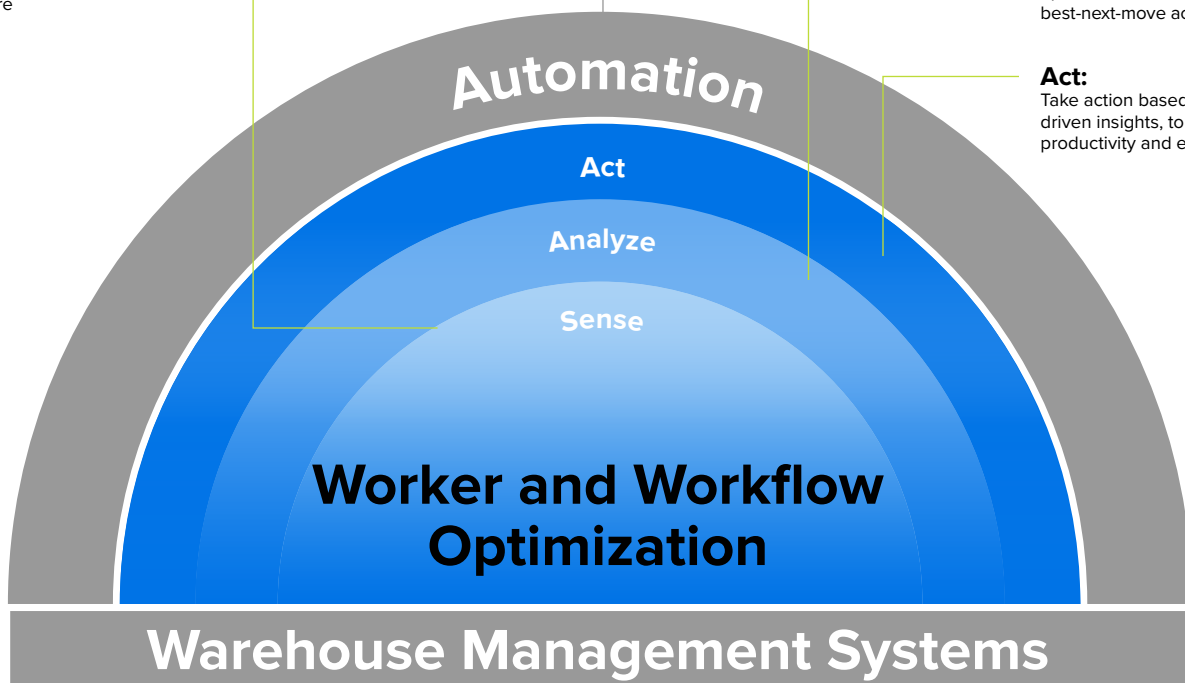 re
best-next-move
Act:
Take action based
driven insights, to
productivity and
Automation
Act
Analyze
Sense
Worker and Workflow
Optimization
Warehouse Management Systems